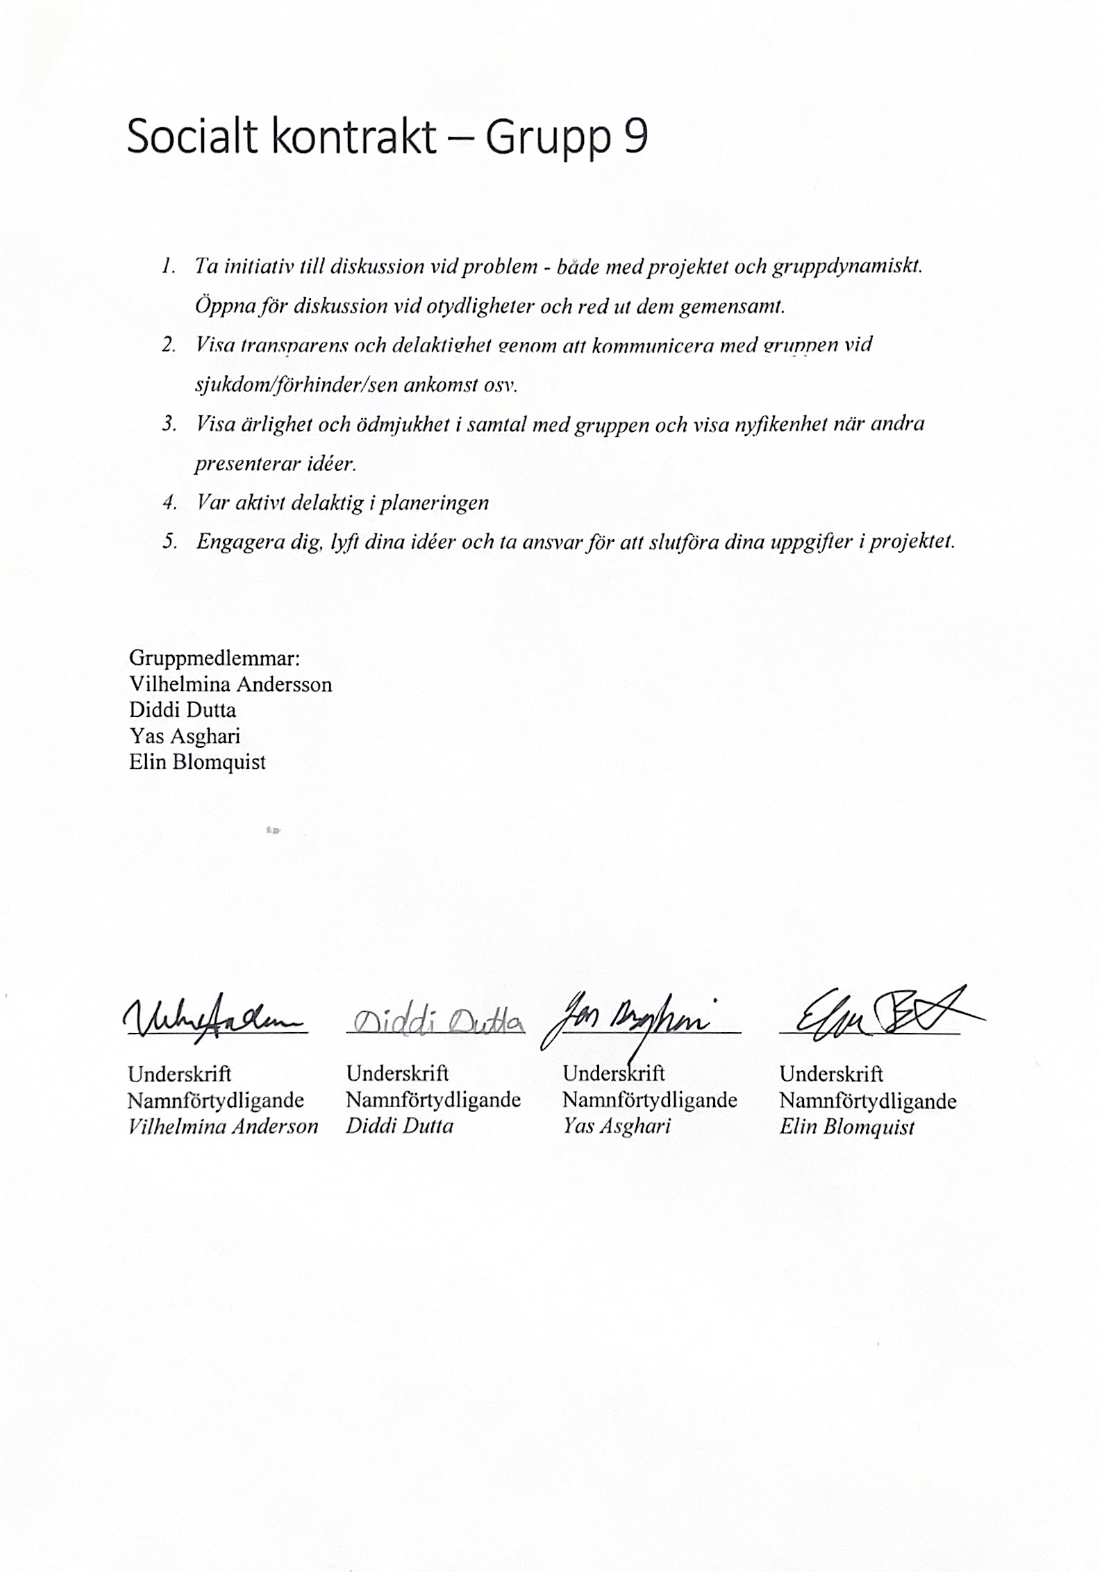 Socialt kontrakt – Grupp 9
1. Ta initiativ till diskussion vid problem - både med projektet och gruppdynamiskt.
Öppna för diskussion vid otydligheter och red ut dem gemensamt.
2. Visa transparens och delaktighet genom att kommunicera med gruppen vid
sjukdom/förhinder/sen ankomst osv.
3. Visa ärlighet och ödmjukhet i samtal med gruppen och visa nyfikenhet när andra
presenterar idéer.
4. Var aktivt delaktig i planeringen
5. Engagera dig, lyft dina idéer och ta ansvar för att slutföra dina uppgifter i projektet.
Gruppmedlemmar:
Vilhelmina Andersson
Diddi Dutta
Yas Asghari
Elin Blomquist
Diddi Dutta Yas Asghari
Underskrift Underskrift Underskrift Underskrift
Namnförtydligande Namnförtydligande Namnförtydligande Namnförtydligande
Vilhelmina Anderson Diddi Dutta Yas Asghari Elin Blomquist